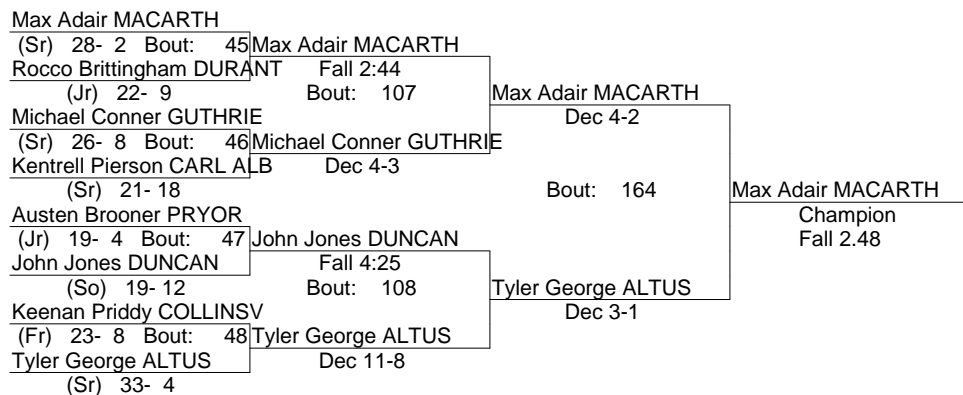 Max Adair MACARTH
(Sr) 28- 2 Bout: 45 Max Adair MACARTH
Rocco Brittingham DURANT Fall 2:44
(Jr) 22- 9 Bout: 107 Max Adair MACARTH
Michael Conner GUTHRIE Dec 4-2
(Sr) 26- 8 Bout: 46 Michael Conner GUTHRIE
Kentrell Pierson CARL ALB Dec 4-3
(Sr) 21- 18 Bout: 164 Max Adair MACARTH
Austen Brooner PRYOR Champion
(Jr) 19- 4 Bout: 47 John Jones DUNCAN Fall 2.48
John Jones DUNCAN Fall 4:25
(So) 19- 12 Bout: 108 Tyler George ALTUS
Keenan Priddy COLLINSV Dec 3-1
(Fr) 23- 8 Bout: 48 Tyler George ALTUS
Tyler George ALTUS Dec 11-8
(Sr) 33- 4